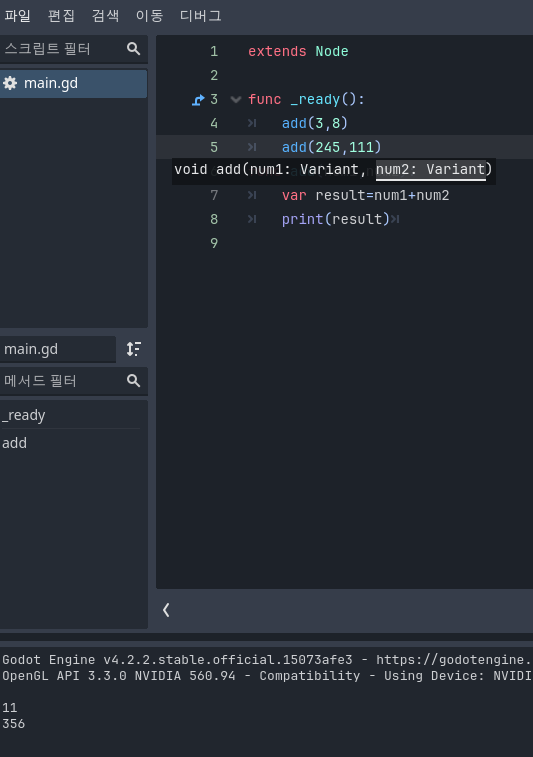 파일 편집 검색 이동 디버그
스크립트 필터
main.gd
main.gd
메서드 필터
_ready
add
1 extends Node
2
3 func _ready():
4 add(3,8)
5 add(245,111)
void add(num1: Variant, num2: Variant)
7 var result=num1+num2
8 print(result)
9
Godot Engine v4.2.2.stable.official.15073afe3 - https://godotengine.
OpenGL API 3.3.0 NVIDIA 560.94 - Compatibility - Using Device: NVIDI
11
356